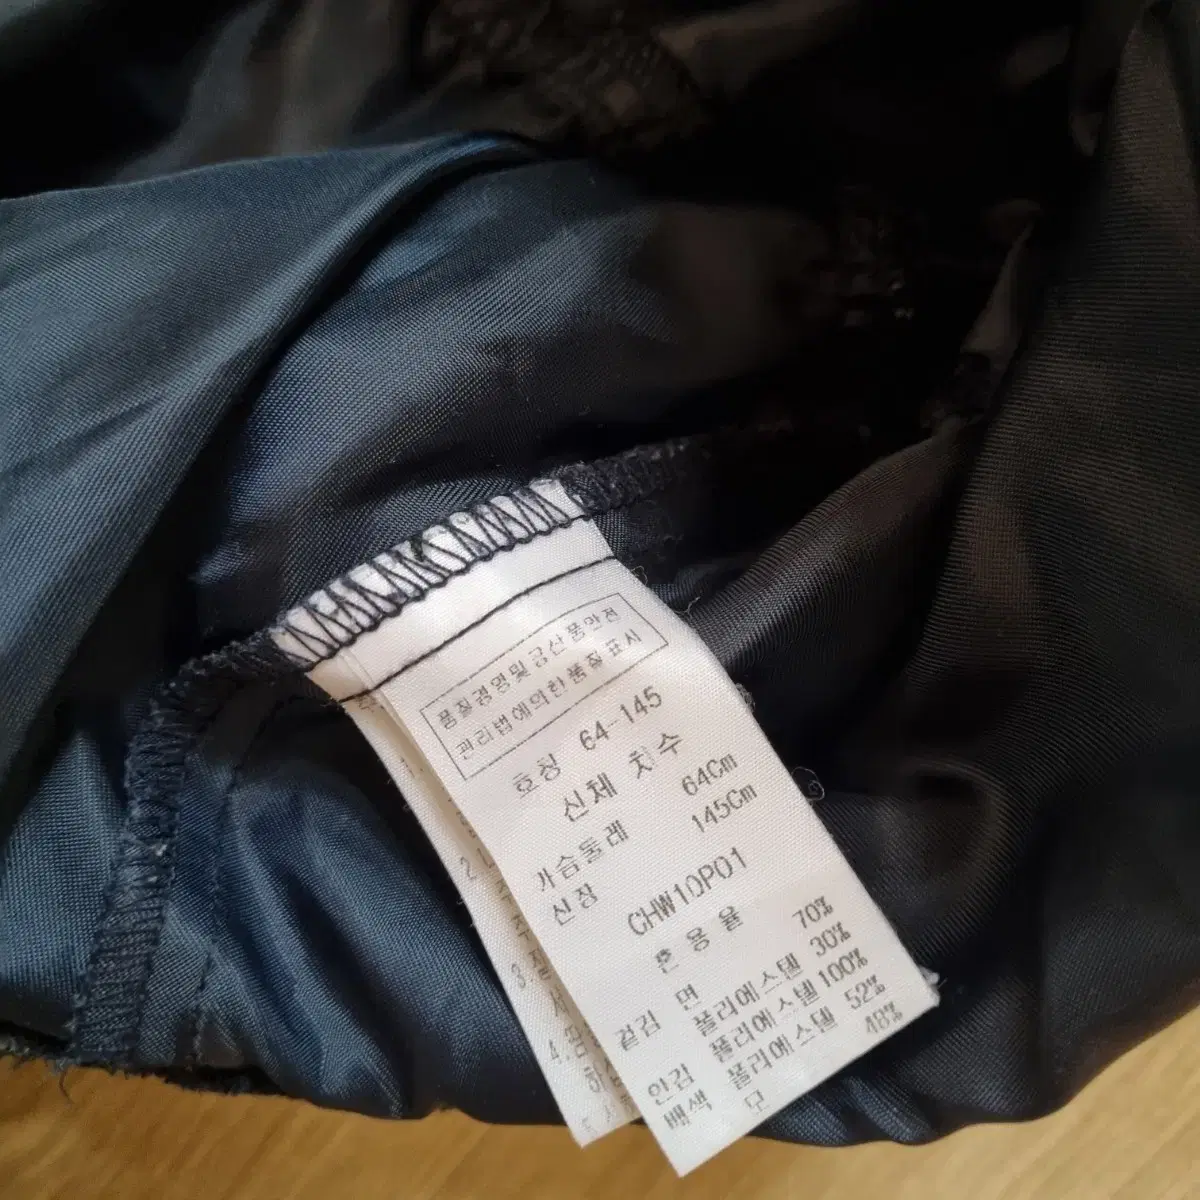 품질경영및공산품안전
관리법에의한품질표시
호칭 64-145
신체 치수
가슴둘레 64Cm
신장 145Cm
CHW10P01
혼용율
겉감 면 70%
폴리에스텔 30%
안감 폴리에스텔 100%
배색 폴리에스텔 52%
모 48%
2
3
4.